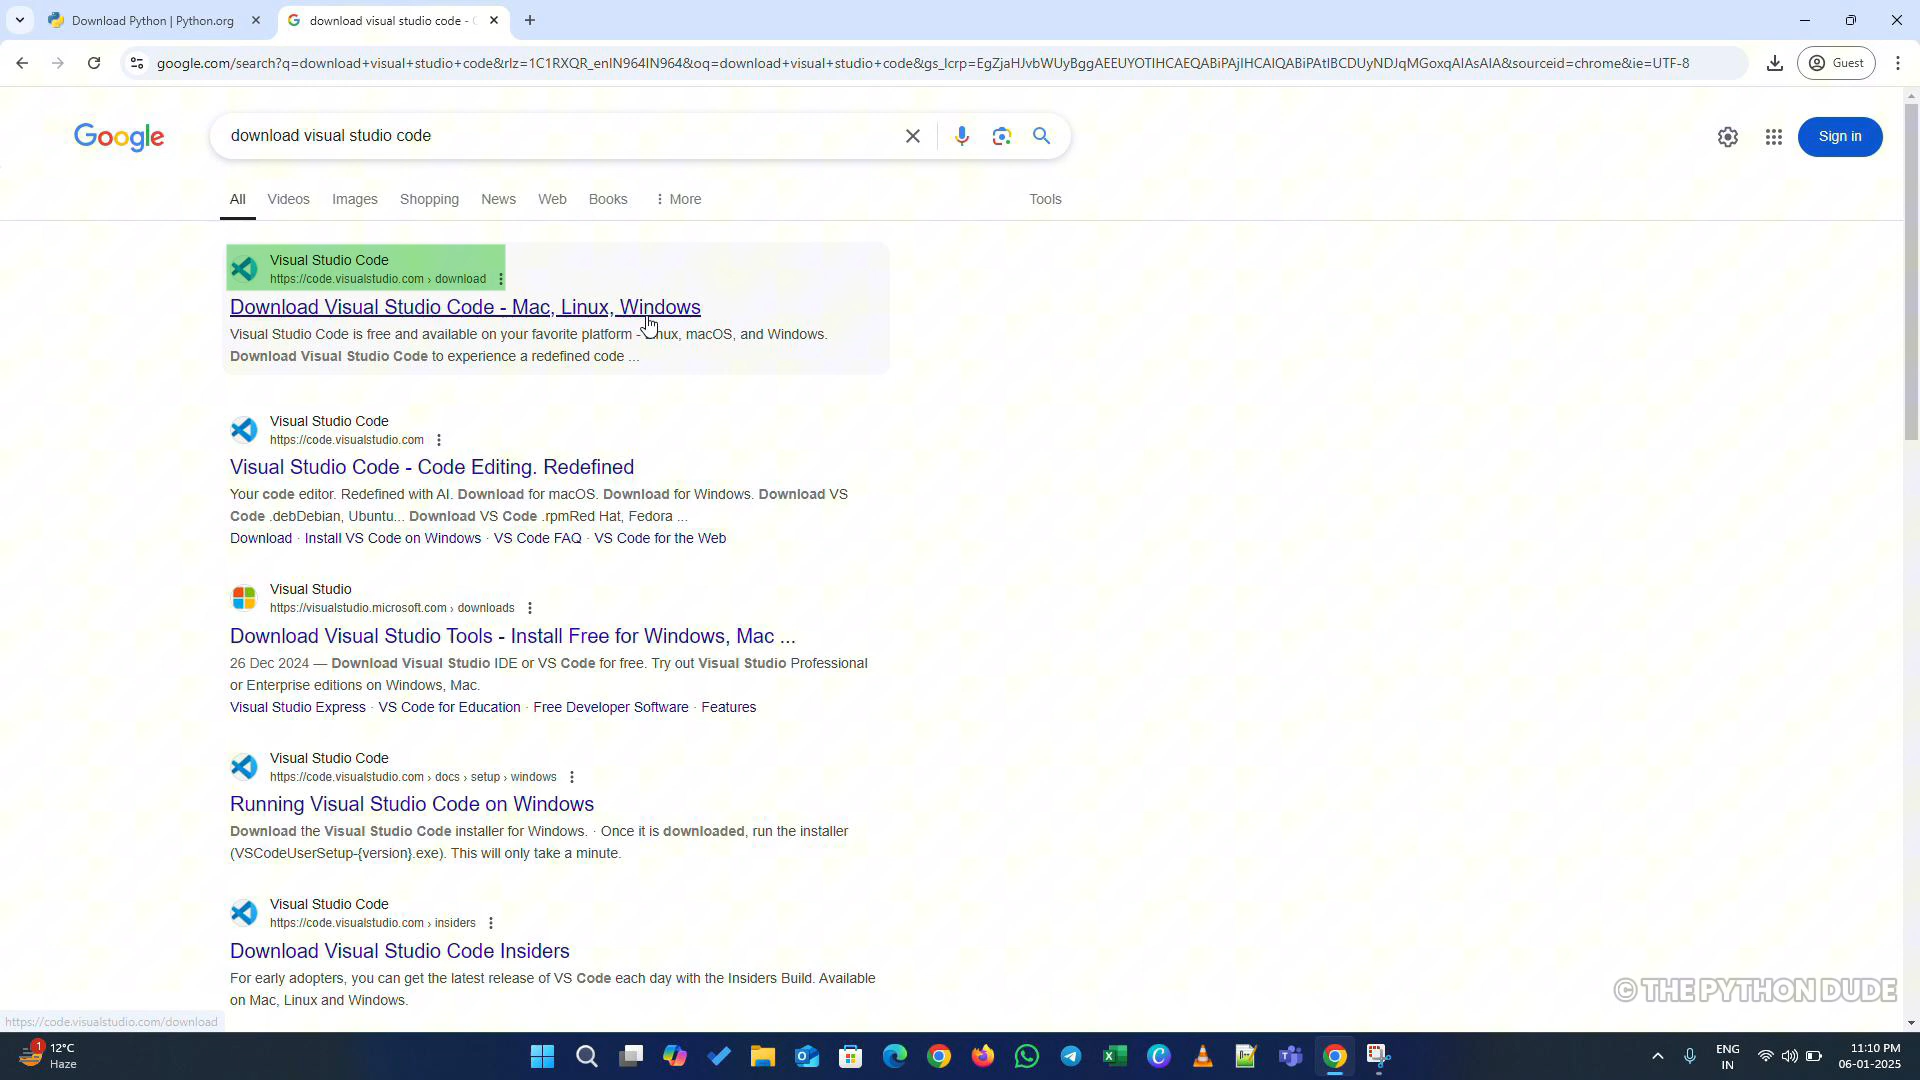 Download Python | Python.org
download visual studio code -
google.com/search?q=download+visual+studio+code&rlz=1C1RXQR_enIN964IN964&oq=download+visual+studio+code&gs_lcrp=EgZjaHJvbWUyBggAEEUYOTIHCAEQABiPAjIHCAIQABiPAtIBCDUyNDJqMGoxqAIAsAIA&sourceid=chrome&ie=UTF-8
Guest
Google
download visual studio code
Sign in
All
Videos
Images
Shopping
News
Web
Books
More
Tools
Visual Studio Code
https://code.visualstudio.com › download
Download Visual Studio Code - Mac, Linux, Windows
Visual Studio Code is free and available on your favorite platform - Linux, macOS, and Windows.
Download Visual Studio Code to experience a redefined code ...
Visual Studio Code
https://code.visualstudio.com
Visual Studio Code - Code Editing. Redefined
Your code editor. Redefined with AI. Download for macOS. Download for Windows. Download VS
Code .debDebian, Ubuntu... Download VS Code .rpmRed Hat, Fedora ...
Download · Install VS Code on Windows · VS Code FAQ · VS Code for the Web
Visual Studio
https://visualstudio.microsoft.com › downloads
Download Visual Studio Tools - Install Free for Windows, Mac ...
26 Dec 2024 — Download Visual Studio IDE or VS Code for free. Try out Visual Studio Professional
or Enterprise editions on Windows, Mac.
Visual Studio Express · VS Code for Education · Free Developer Software · Features
Visual Studio Code
https://code.visualstudio.com › docs › setup › windows
Running Visual Studio Code on Windows
Download the Visual Studio Code installer for Windows. · Once it is downloaded, run the installer
(VSCodeUserSetup-{version}.exe). This will only take a minute.
Visual Studio Code
https://code.visualstudio.com › insiders
Download Visual Studio Code Insiders
For early adopters, you can get the latest release of VS Code each day with the Insiders Build. Available
on Mac, Linux and Windows.
© THE PYTHON DUDE
https://code.visualstudio.com/download
1
12°C
Haze
ENG
IN
11:10 PM
06-01-2025